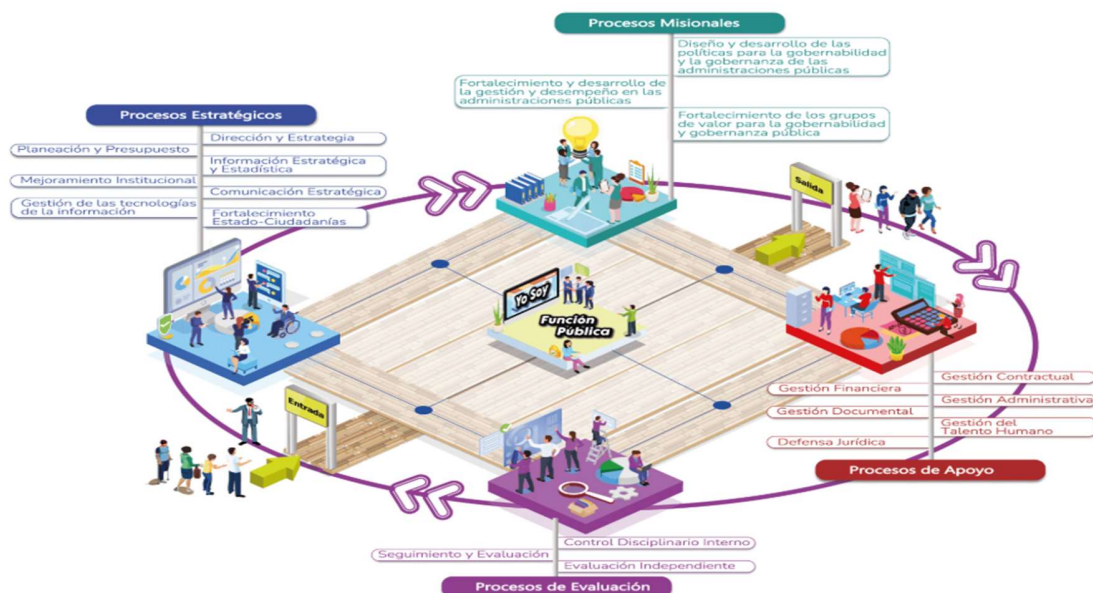 Procesos Misionales
Diseño y desarrollo de las
políticas para la gobernabilidad
y la gobernanza de las
administraciones públicas
Fortalecimiento y desarrollo de
la gestión y desempeño en las
administraciones públicas
Fortalecimiento de los grupos
de valor para la gobernabilidad
y gobernanza pública
Procesos Estratégicos
Dirección y Estrategia
Planeación y Presupuesto
Información Estratégica
y Estadística
Mejoramiento Institucional
Comunicación Estratégica
Gestión de las tecnologías
de la información
Fortalecimiento
Estado-Ciudadanías
Salida
Yo Soy
Función
Pública
Entrada
Gestión Contractual
Gestión Financiera
Gestión Administrativa
Gestión Documental
Gestión del
Talento Humano
Defensa Jurídica
Procesos de Apoyo
Control Disciplinario Interno
Seguimiento y Evaluación
Evaluación Independiente
Procesos de Evaluación